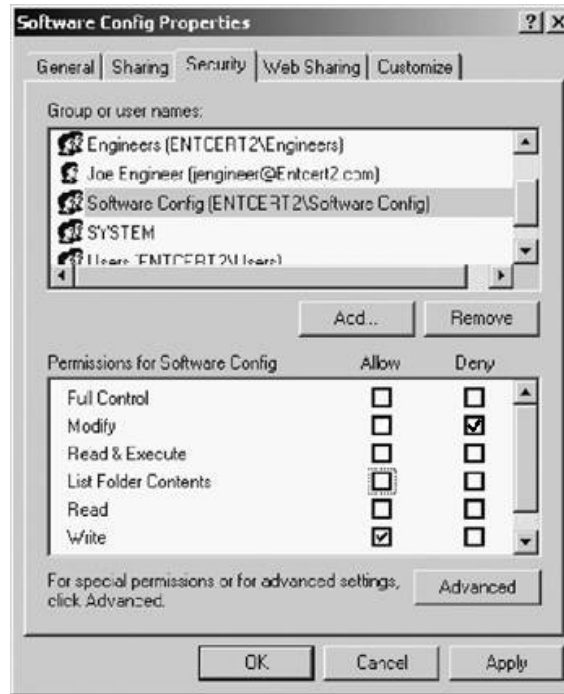 Software Config Properties
General Sharing Security Web Sharing Customize
Group or user names:
Engineers (ENTCERT2\Engineers)
Joe Engineer (jengineer@Entcert2.com)
Software Config (ENTCERT2\Software Config)
SYSTEM
Users (ENTCERT2\Users)
Add... Remove
Permissions for Software Config Allow Deny
Full Control
Modify
Read & Execute
List Folder Contents
Read
Write
For special permissions or for advanced settings,
click Advanced.
Advanced
OK Cancel Apply